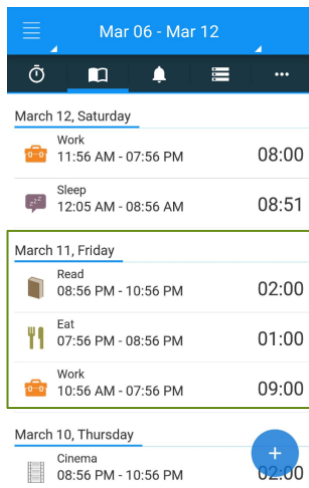 Mar 06 - Mar 12
March 12, Saturday
Work
11:56 AM - 07:56 PM 08:00
Sleep
12:05 AM - 08:56 AM 08:51
March 11, Friday
Read
08:56 PM - 10:56 PM 02:00
Eat
07:56 PM - 08:56 PM 01:00
Work
10:56 AM - 07:56 PM 09:00
March 10, Thursday
Cinema
08:56 PM - 10:56 PM 02:00